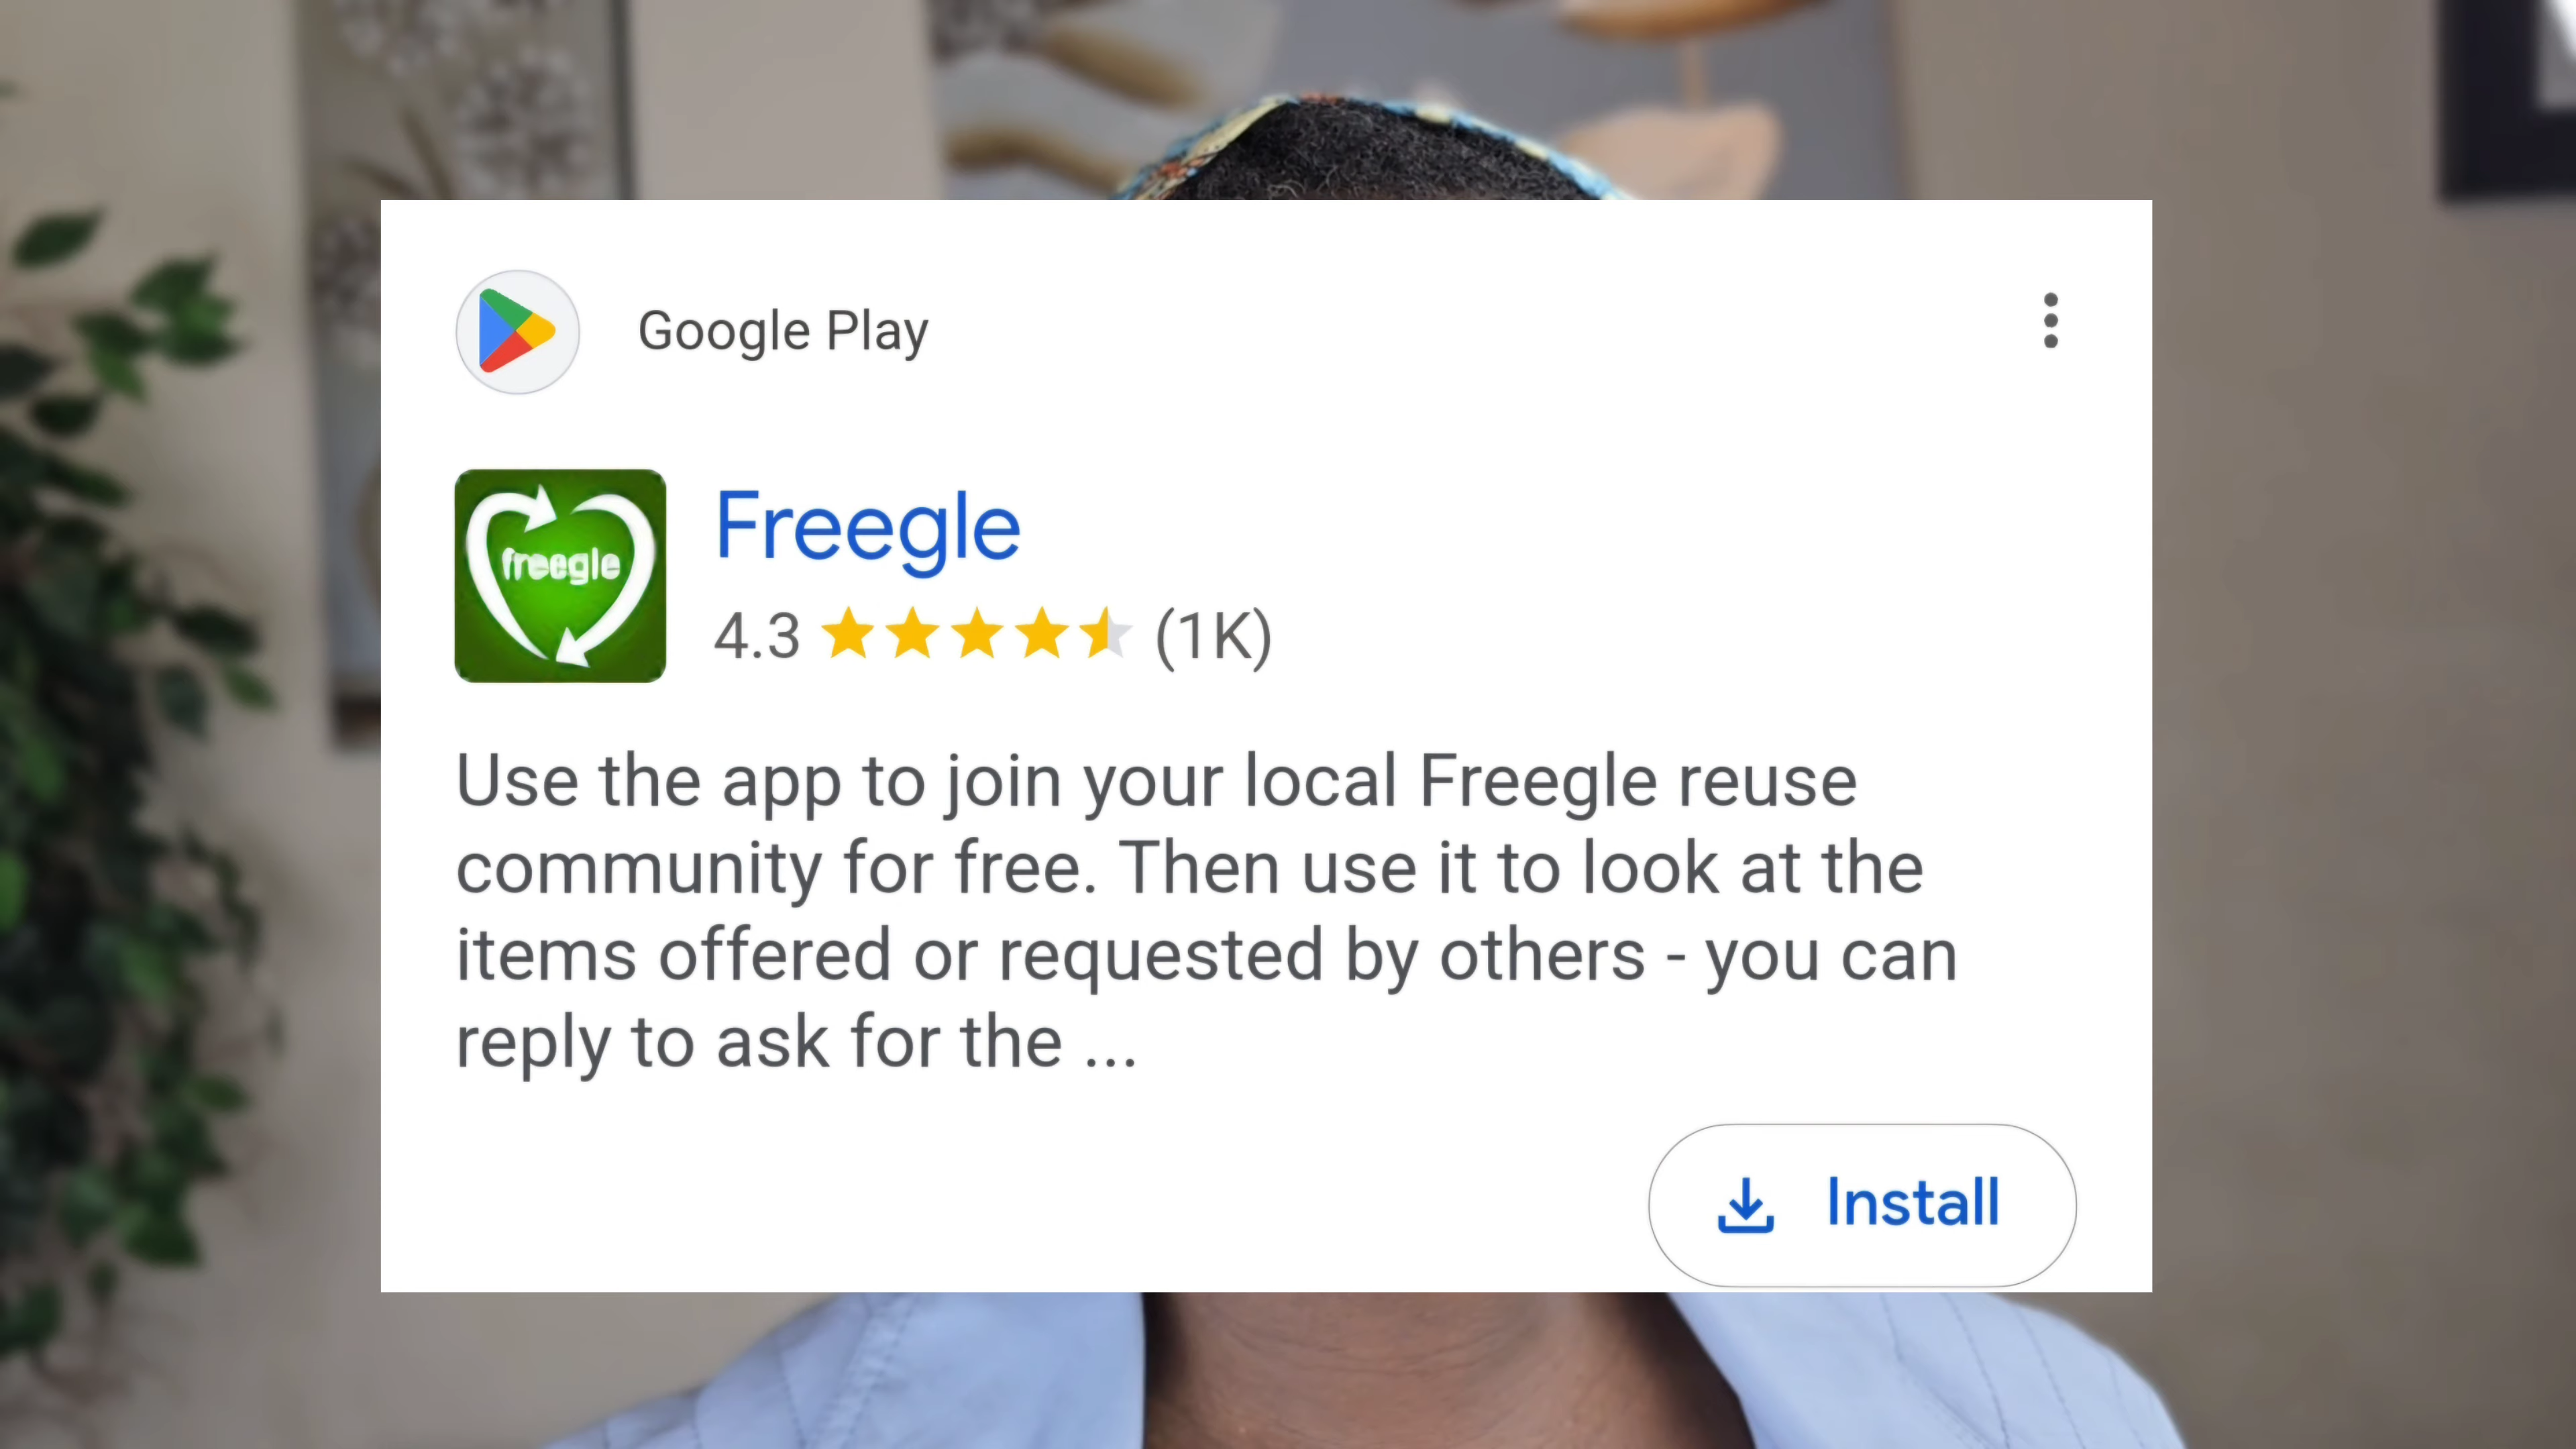 Google Play
freegle
Freegle
4.3 (1K)
Use the app to join your local Freegle reuse
community for free. Then use it to look at the
items offered or requested by others - you can
reply to ask for the ...
Install